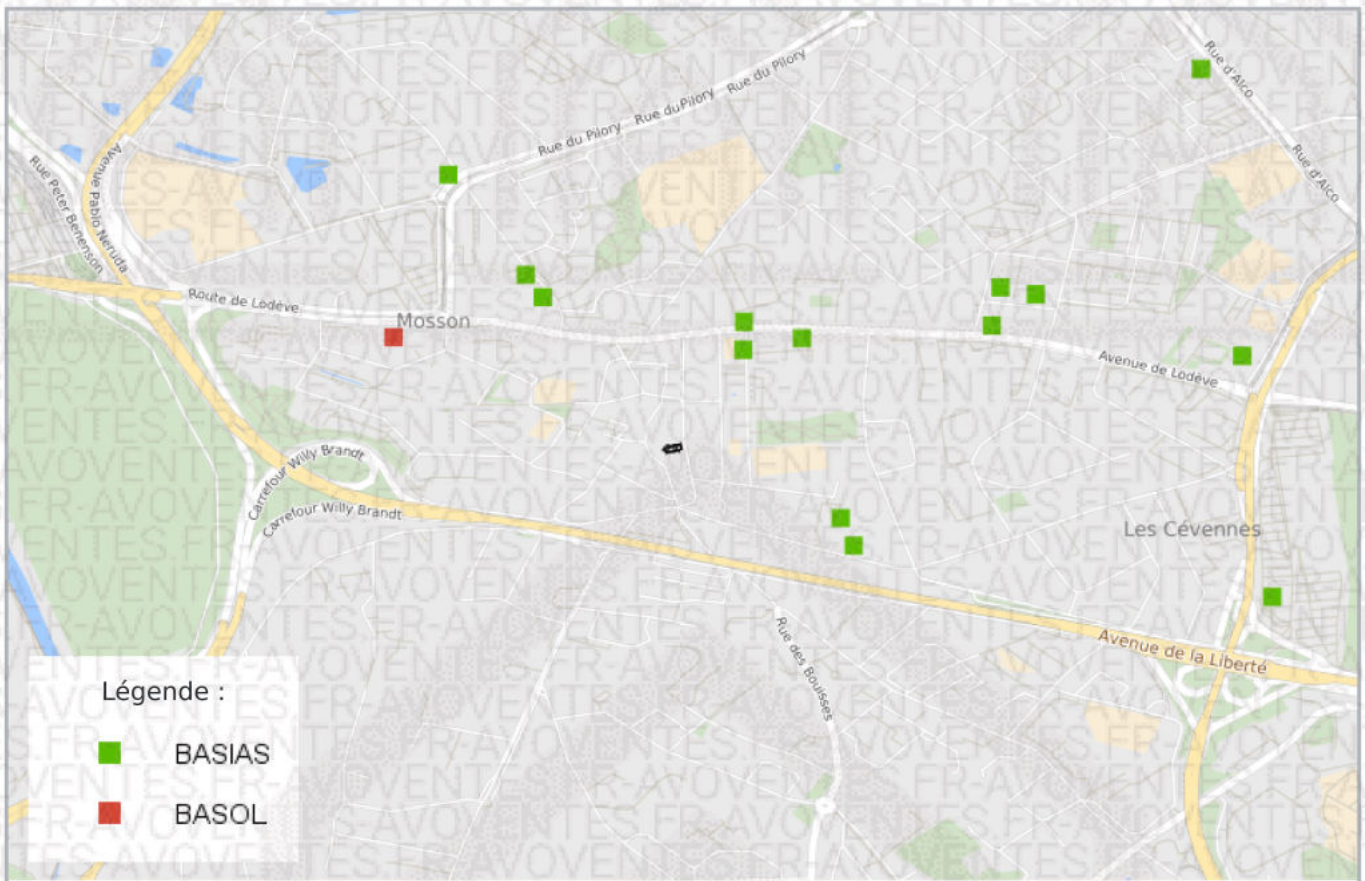 Rue d'Alco
Rue du Pilory
Rue du Pilory
Rue du Pilory
Rue d'Alco
Rue Peter Benenson
Avenue Pablo Neruda
Route de Lodève
Mosson
Avenue de Lodève
Carrefour Willy Brandt
Carrefour Willy Brandt
Les Cévennes
Avenue de la Liberté
Rue des Bouisses
Légende :
BASIAS
BASOL
AVOVENTES.FR